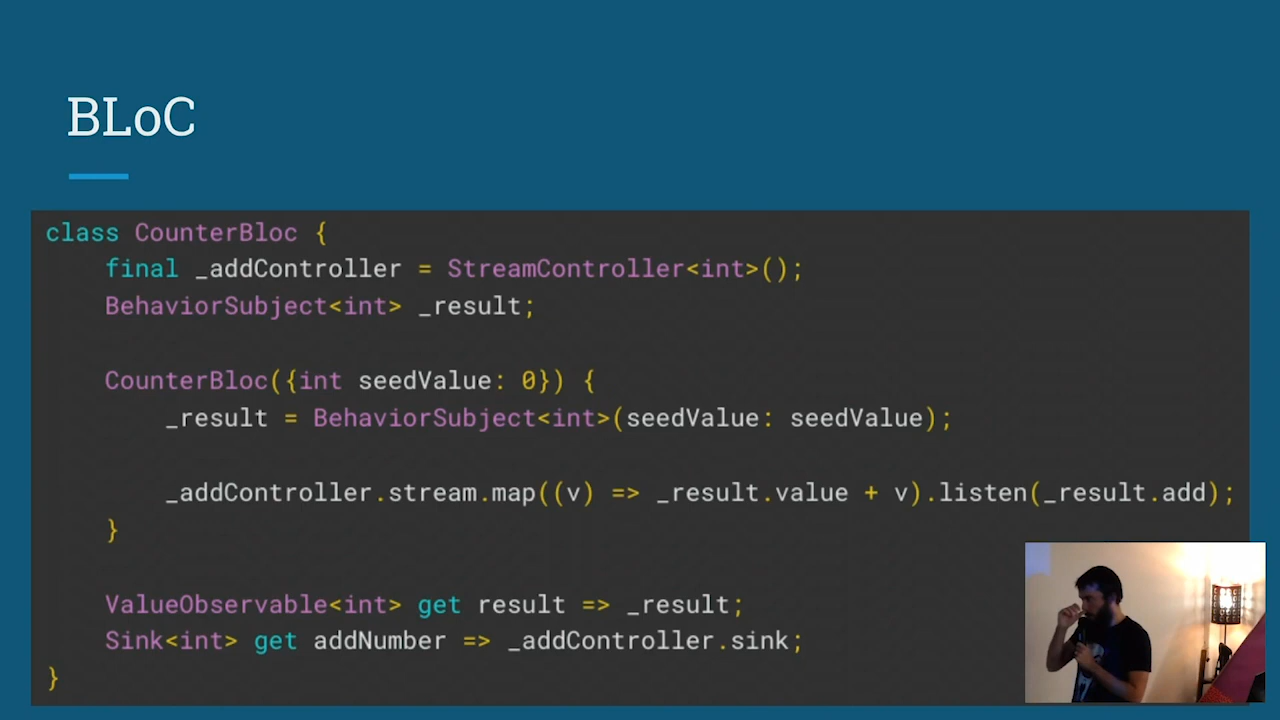 BLoC
class CounterBloc {
final _addController = StreamController<int>();
BehaviorSubject<int> _result;
CounterBloc({int seedValue: 0}) {
_result = BehaviorSubject<int>(seedValue: seedValue);
_addController.stream.map((v) => _result.value + v).listen(_result.add);
}
ValueObservable<int> get result => _result;
Sink<int> get addNumber => _addController.sink;
}